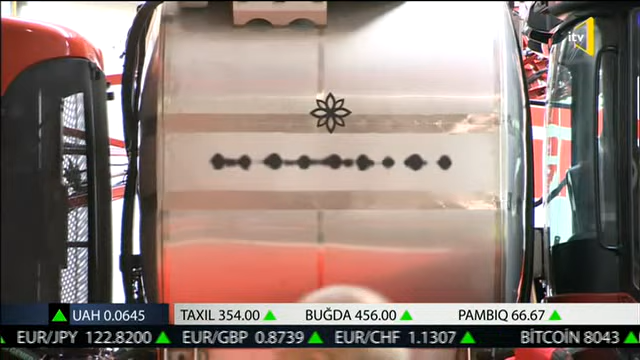 itv
UAH 0.0645 TAXIL 354.00 BUĞDA 456.00 PAMBIQ 66.67
EUR/JPY 122.8200 EUR/GBP 0.8739 EUR/CHF 1.1307 BİTCOİN 8043